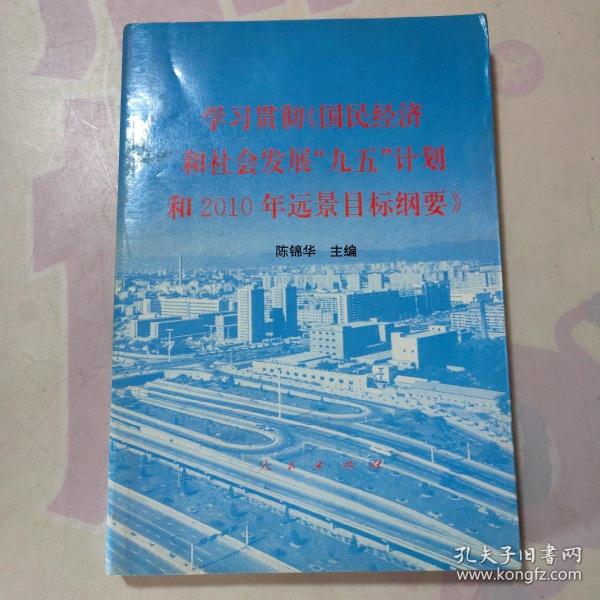 学习贯彻《国民经济
和社会发展“九五”计划
和2010年远景目标纲要》
陈锦华 主编
人民出版社
孔夫子旧书网
www.kongfz.com